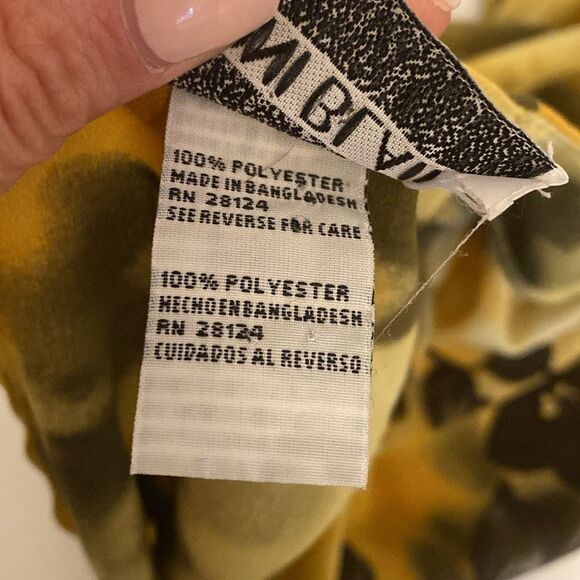 100% POLYESTER
MADE IN BANGLADESH
RN 28124
SEE REVERSE FOR CARE
100% POLYESTER
HECHO EN BANGLADESH
RN 28124
CUIDADOS AL REVERSO